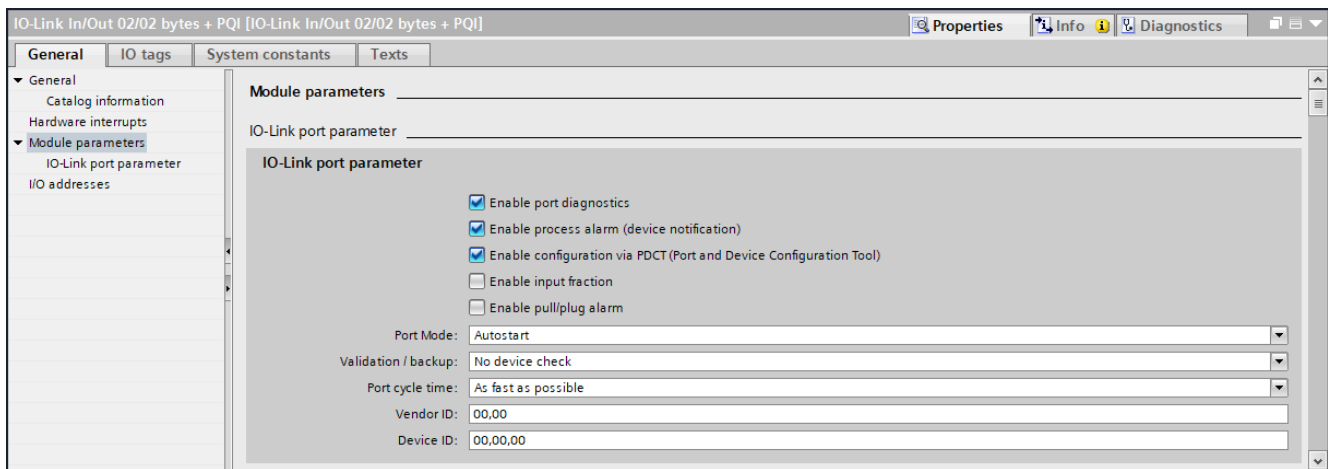 IO-Link In/Out 02/02 bytes + PQI [IO-Link In/Out 02/02 bytes + PQI]
Properties
Info
Diagnostics
General
IO tags
System constants
Texts
General
Catalog information
Hardware interrupts
Module parameters
IO-Link port parameter
I/O addresses
Module parameters
IO-Link port parameter
IO-Link port parameter
Enable port diagnostics
Enable process alarm (device notification)
Enable configuration via PDCT (Port and Device Configuration Tool)
Enable input fraction
Enable pull/plug alarm
Port Mode: Autostart
Validation / backup: No device check
Port cycle time: As fast as possible
Vendor ID: 00,00
Device ID: 00,00,00